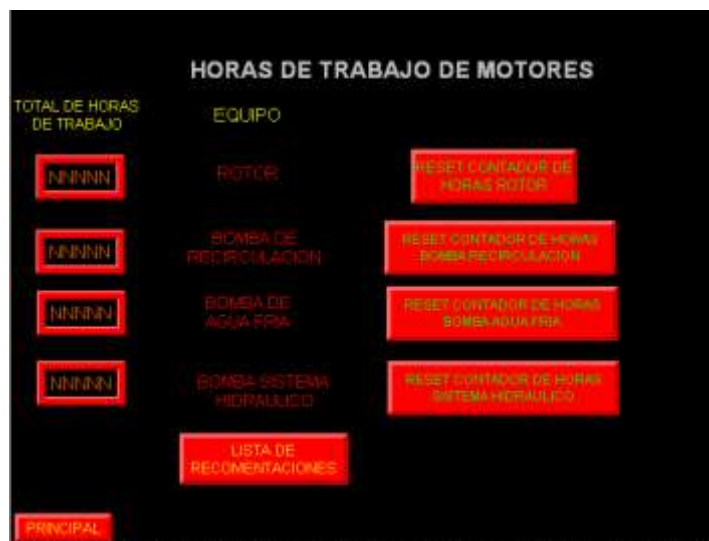 HORAS DE TRABAJO DE MOTORES
TOTAL DE HORAS
DE TRABAJO
EQUIPO
NNNNN
ROTOR
RESET CONTADOR DE
HORAS ROTOR
NNNNN
BOMBA DE
RECIRCULACION
RESET CONTADOR DE HORAS
BOMBA RECIRCULACION
NNNNN
BOMBA DE
AGUA FRIA
RESET CONTADOR DE HORAS
BOMBA AGUA FRIA
NNNNN
BOMBA SISTEMA
HIDRAULICO
RESET CONTADOR DE HORAS
SISTEMA HIDRAULICO
LISTA DE
RECOMENTACIONES
PRINCIPAL